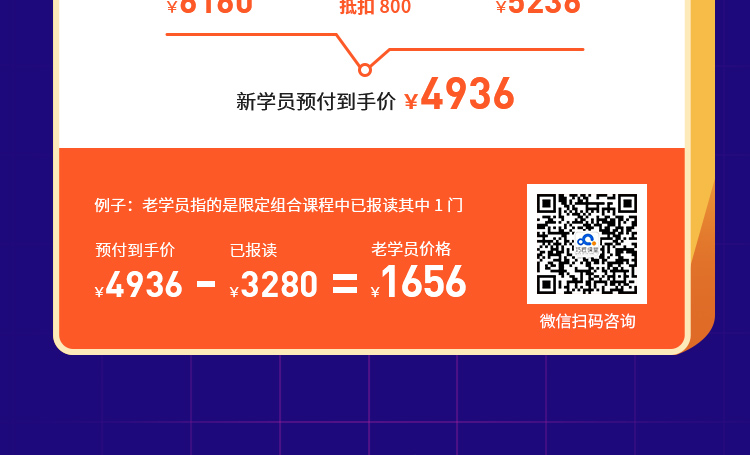 ¥6180 抵扣 800 ¥5236
新学员预付到手价 ¥4936
例子：老学员指的是限定组合课程中已报读其中 1 门
预付到手价 已报读 老学员价格
¥4936 - ¥3280 = ¥1656
微信扫码咨询